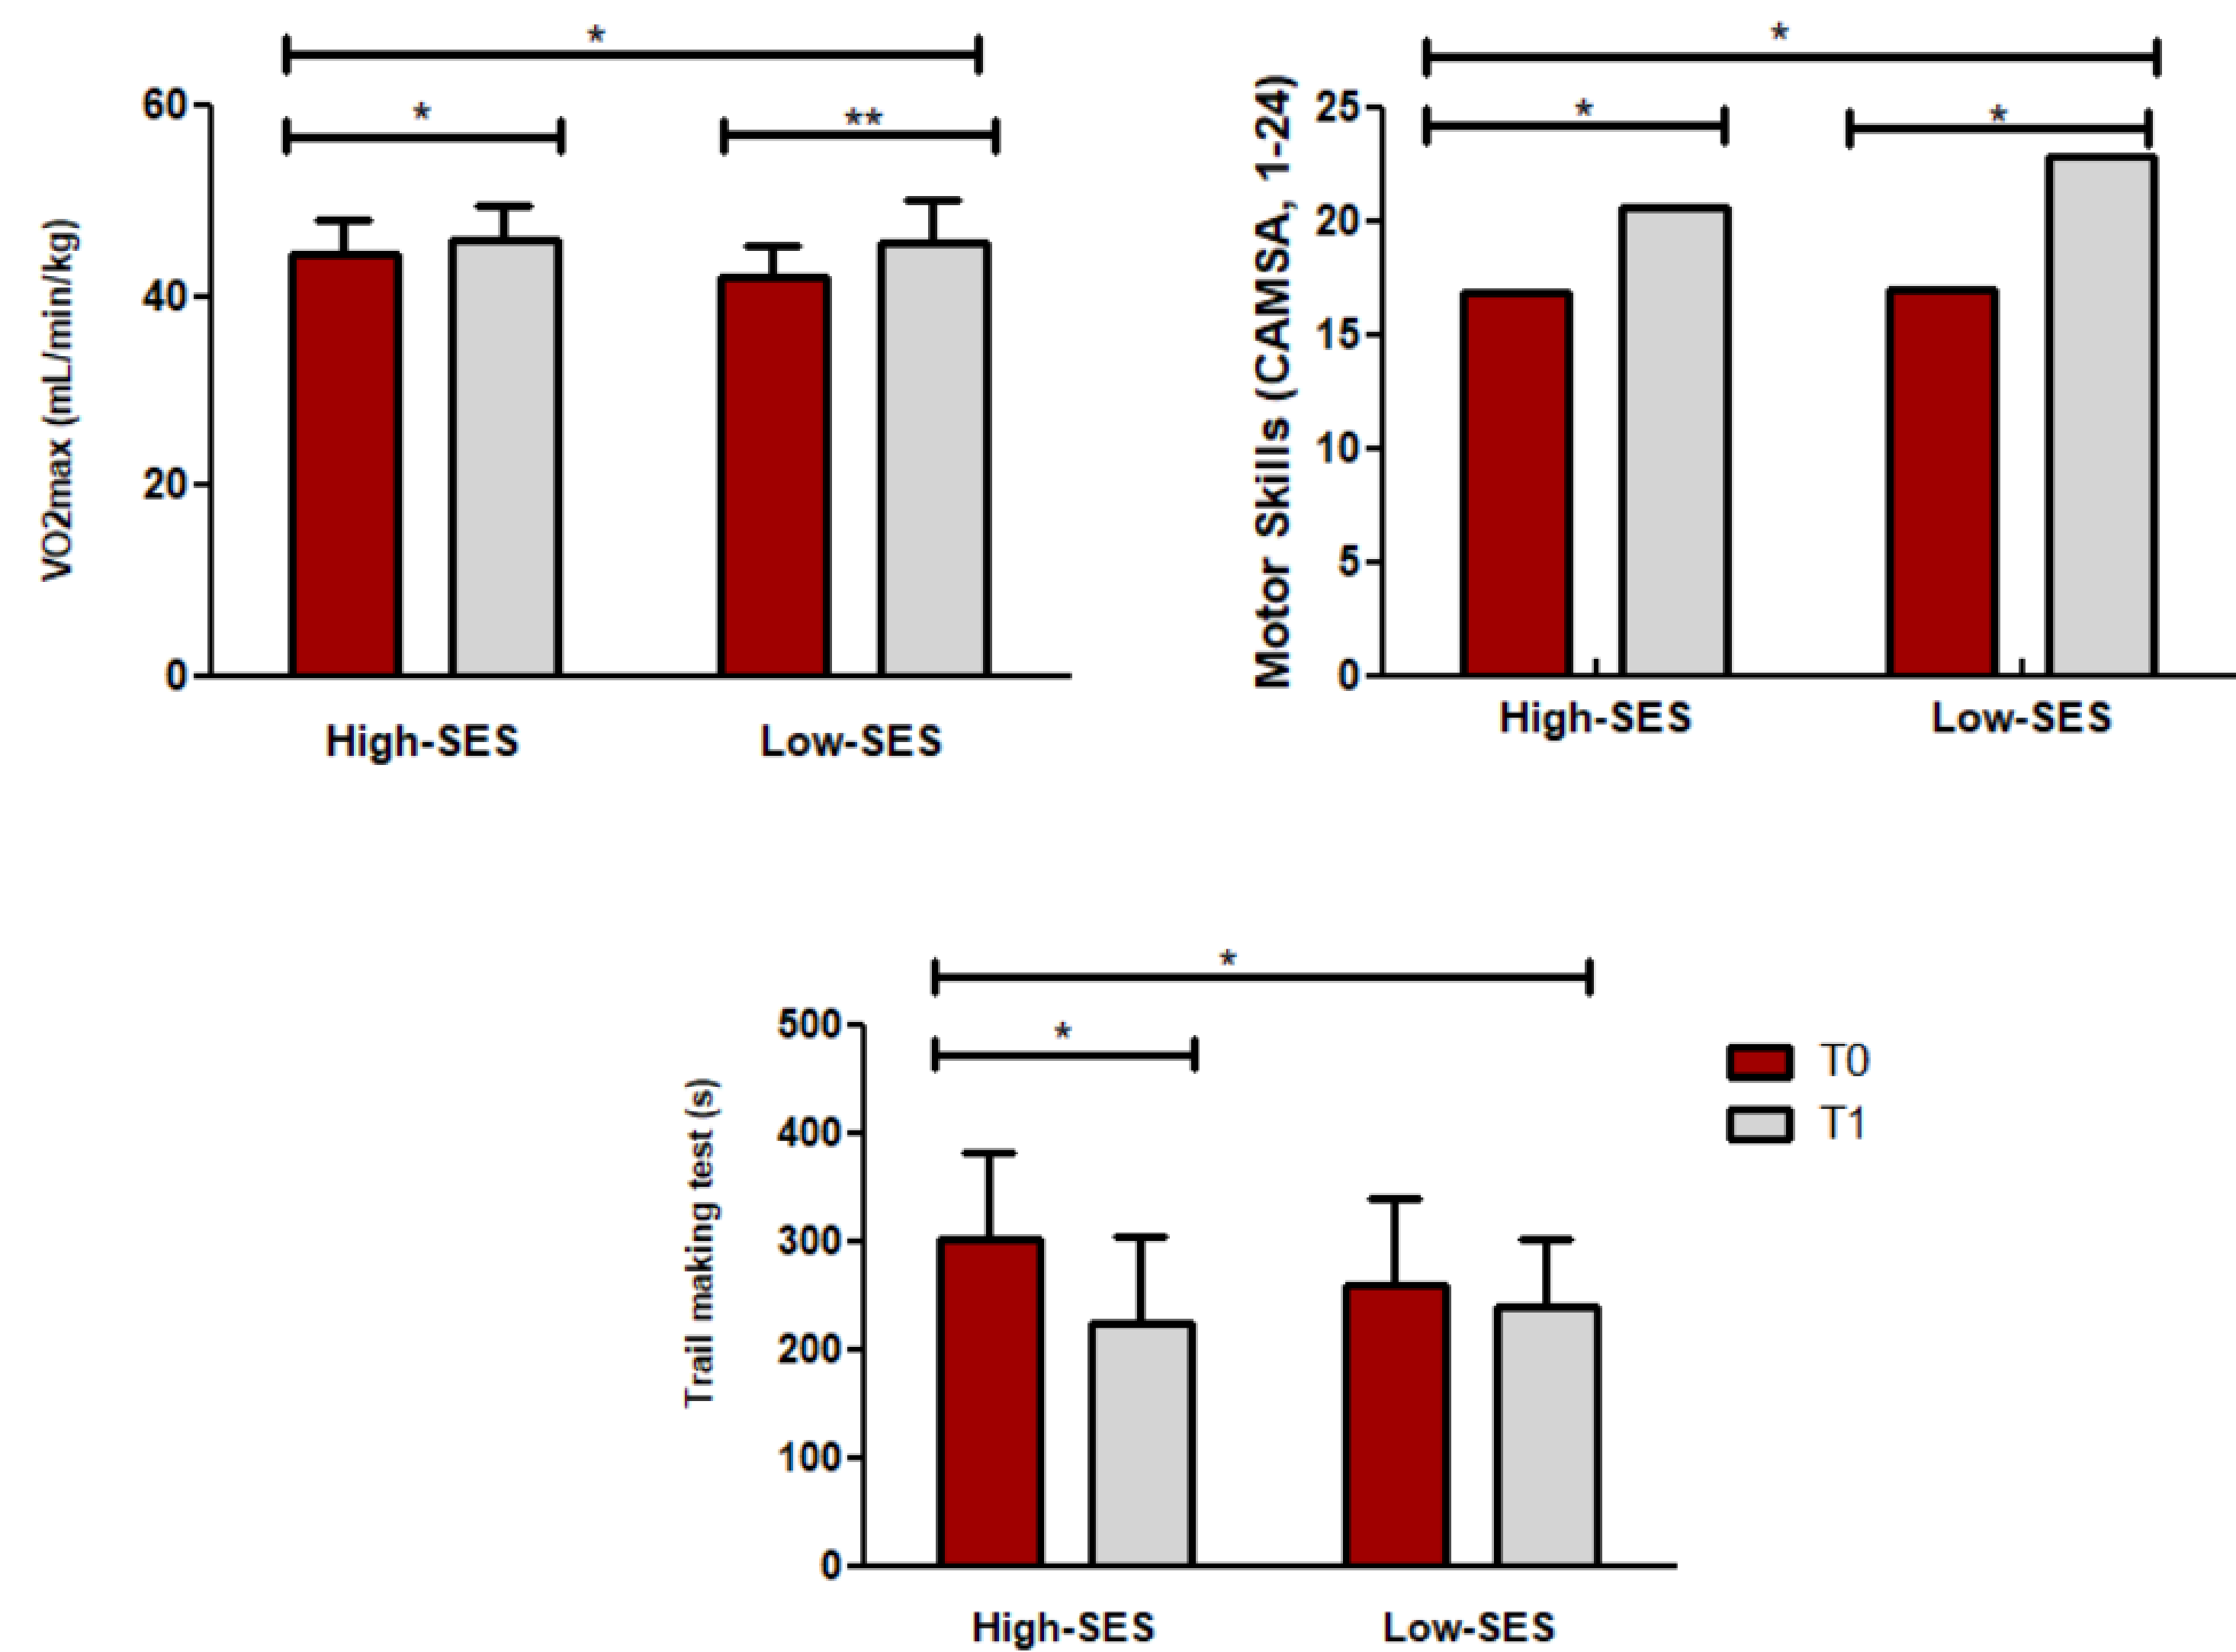 *
*
**
60
40
20
0
VO2max (mL/min/kg)
High-SES
Low-SES
*
*
*
25
20
15
10
5
0
Motor Skills (CAMSA, 1-24)
High-SES
Low-SES
*
*
500
400
300
200
100
0
Trail making test (s)
High-SES
Low-SES
T0
T1